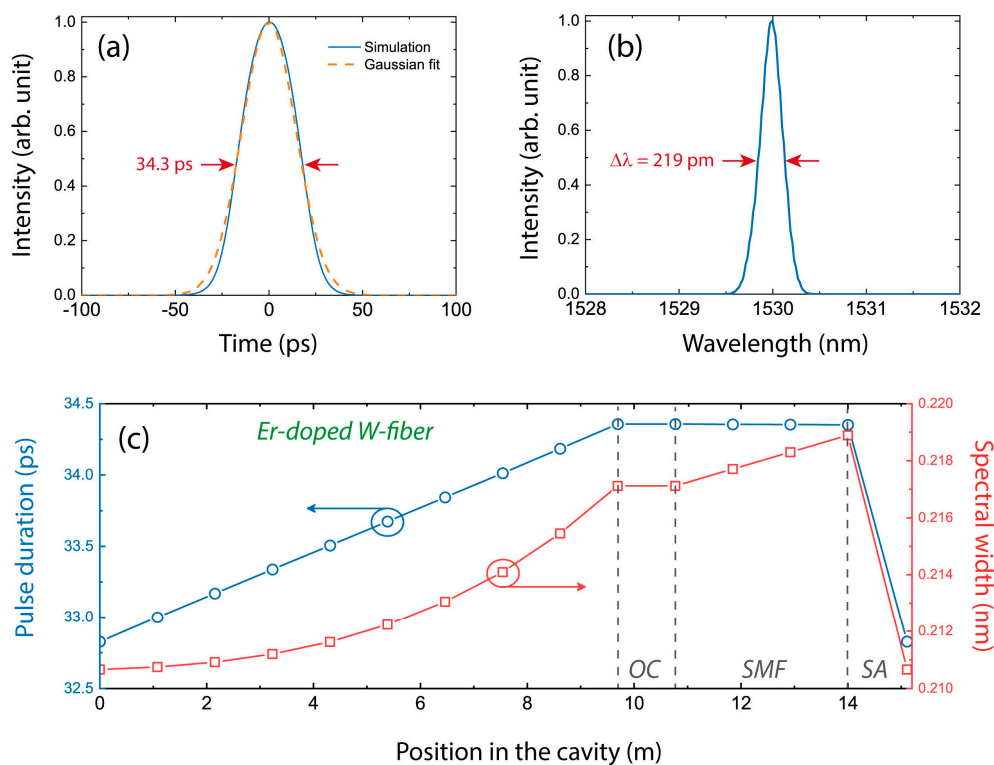 (a)
Simulation
Gaussian fit
34.3 ps
Intensity (arb. unit)
1.0
0.8
0.6
0.4
0.2
0.0
-100
-50
0
50
100
Time (ps)
(b)
Δλ = 219 pm
Intensity (arb. unit)
1.0
0.8
0.6
0.4
0.2
0.0
1528
1529
1530
1531
1532
Wavelength (nm)
(c)
Er-doped W-fiber
OC
SMF
SA
Pulse duration (ps)
34.5
34.0
33.5
33.0
32.5
Spectral width (nm)
0.220
0.218
0.216
0.214
0.212
0.210
0
2
4
6
8
10
12
14
Position in the cavity (m)